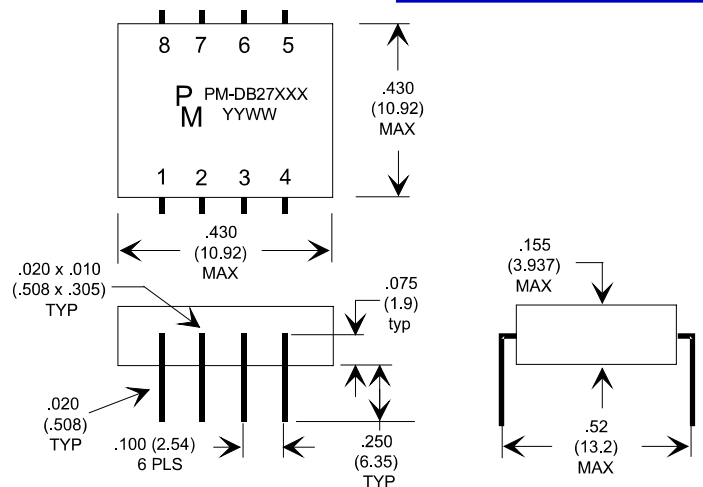 8 7 6 5
P
M
PM-DB27XXX
YYWW
.430
(10.92)
MAX
1 2 3 4
.430
(10.92)
MAX
.020 x .010
(.508 x .305)
TYP
.075
(1.9)
typ
.155
(3.937)
MAX
.020
(.508)
TYP
.100 (2.54)
6 PLS
.250
(6.35)
TYP
.52
(13.2)
MAX